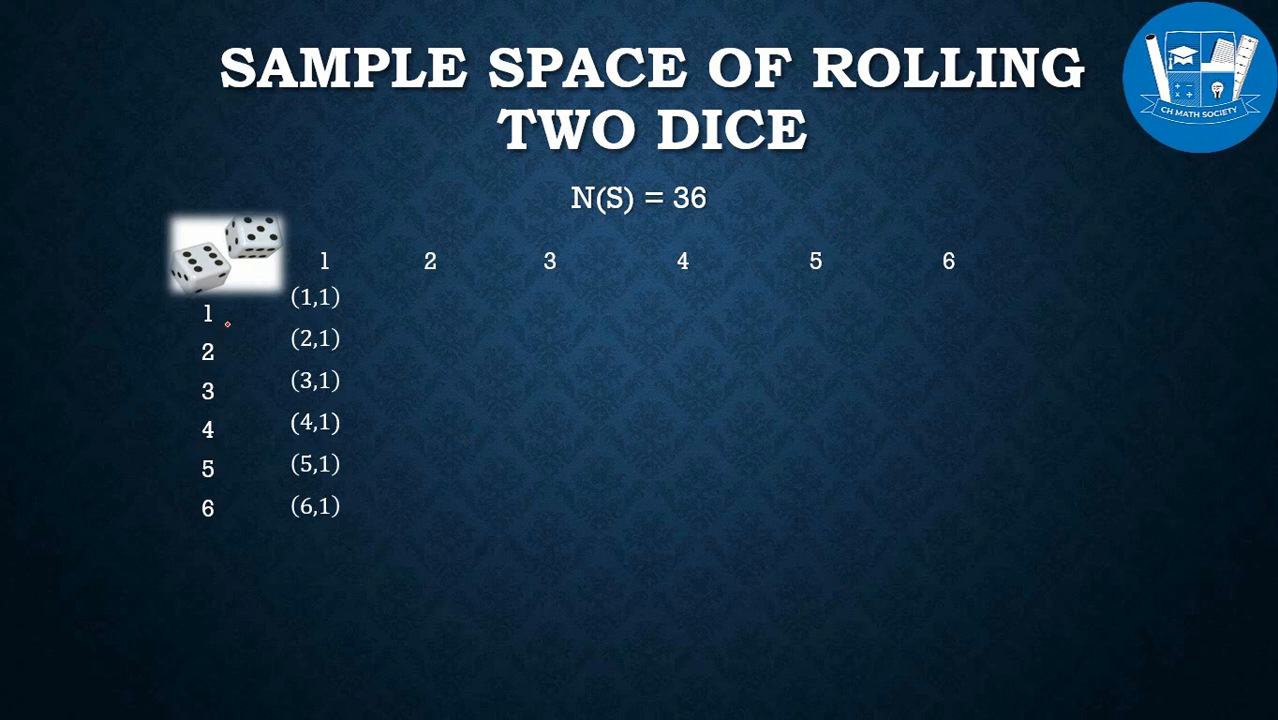 SAMPLE SPACE OF ROLLING
TWO DICE
CH MATH SOCIETY
N(S) = 36
1 2 3 4 5 6
1 (1,1)
2 (2,1)
3 (3,1)
4 (4,1)
5 (5,1)
6 (6,1)